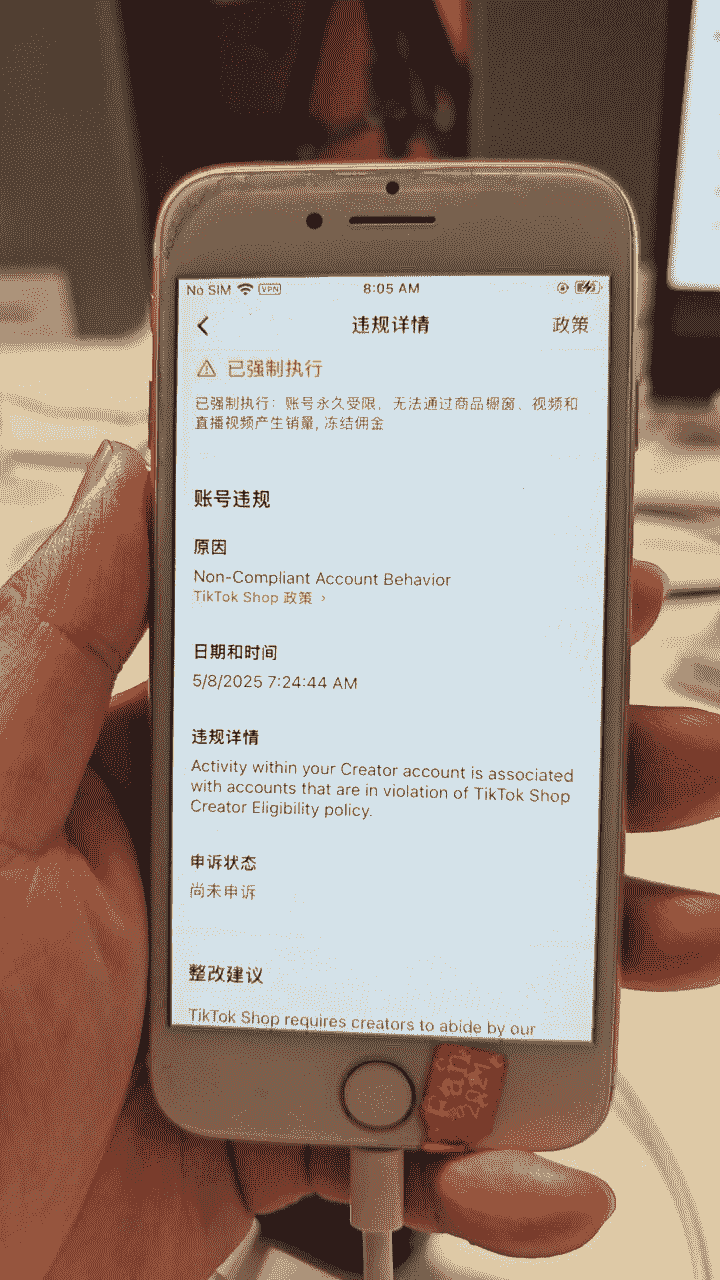 No SIM VPN 8:05 AM
违规详情 政策
已强制执行
已强制执行：账号永久受限，无法通过商品橱窗、视频和
直播视频产生销量, 冻结佣金
账号违规
原因
Non-Compliant Account Behavior
TikTok Shop 政策 ›
日期和时间
5/8/2025 7:24:44 AM
违规详情
Activity within your Creator account is associated
with accounts that are in violation of TikTok Shop
Creator Eligibility policy.
申诉状态
尚未申诉
整改建议
TikTok Shop requires creators to abide by our